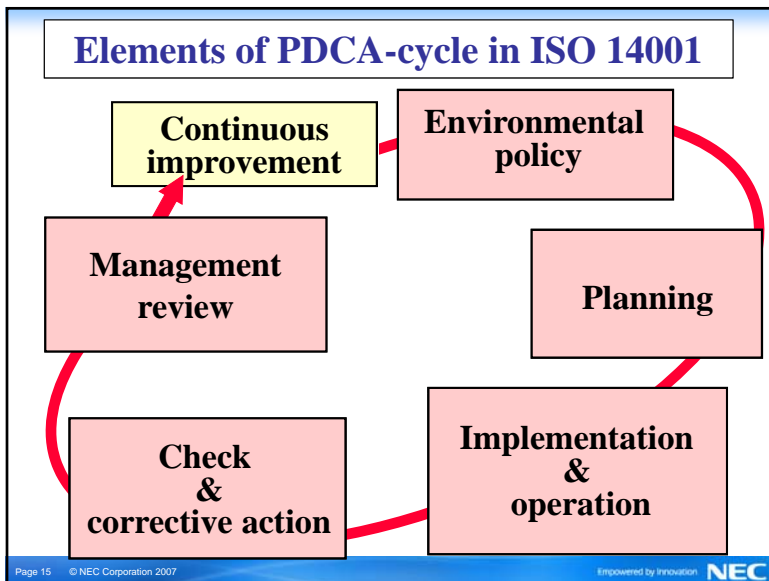 Elements of PDCA-cycle in ISO 14001
Continuous
improvement
Environmental
policy
Management
review
Planning
Check
&
corrective action
Implementation
&
operation
Page 15 © NEC Corporation 2007
Empowered by Innovation NEC